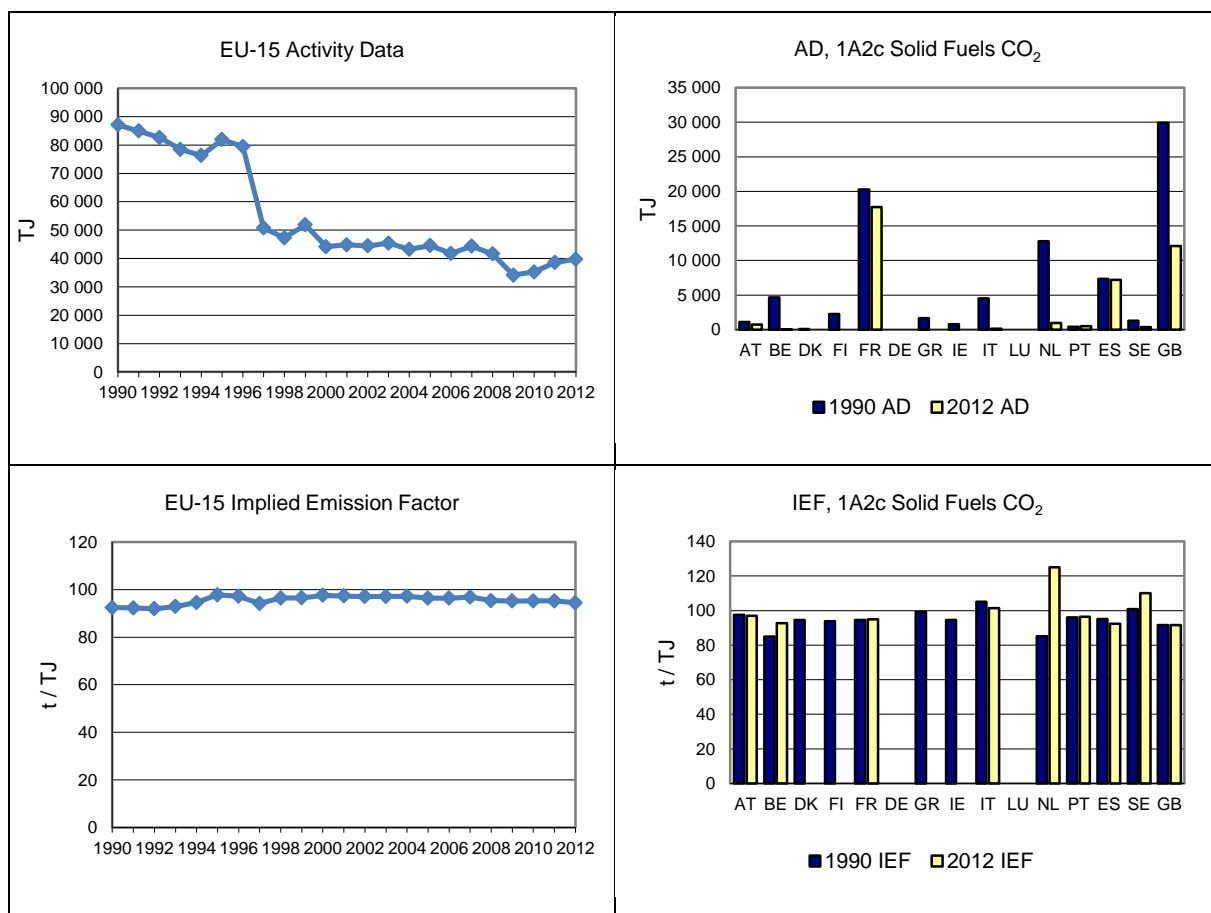 EU-15 Activity Data
100 000
90 000
80 000
70 000
60 000
50 000
40 000
30 000
20 000
10 000
0
TJ
1990 1992 1994 1996 1998 2000 2002 2004 2006 2008 2010 2012
AD, 1A2c Solid Fuels CO₂
35 000
30 000
25 000
20 000
15 000
10 000
5 000
0
TJ
AT BE DK FI FR DE GR IE IT LU NL PT ES SE GB
1990 AD 2012 AD
EU-15 Implied Emission Factor
120
100
80
60
40
20
0
t / TJ
1990 1992 1994 1996 1998 2000 2002 2004 2006 2008 2010 2012
IEF, 1A2c Solid Fuels CO₂
140
120
100
80
60
40
20
0
t / TJ
AT BE DK FI FR DE GR IE IT LU NL PT ES SE GB
1990 IEF 2012 IEF